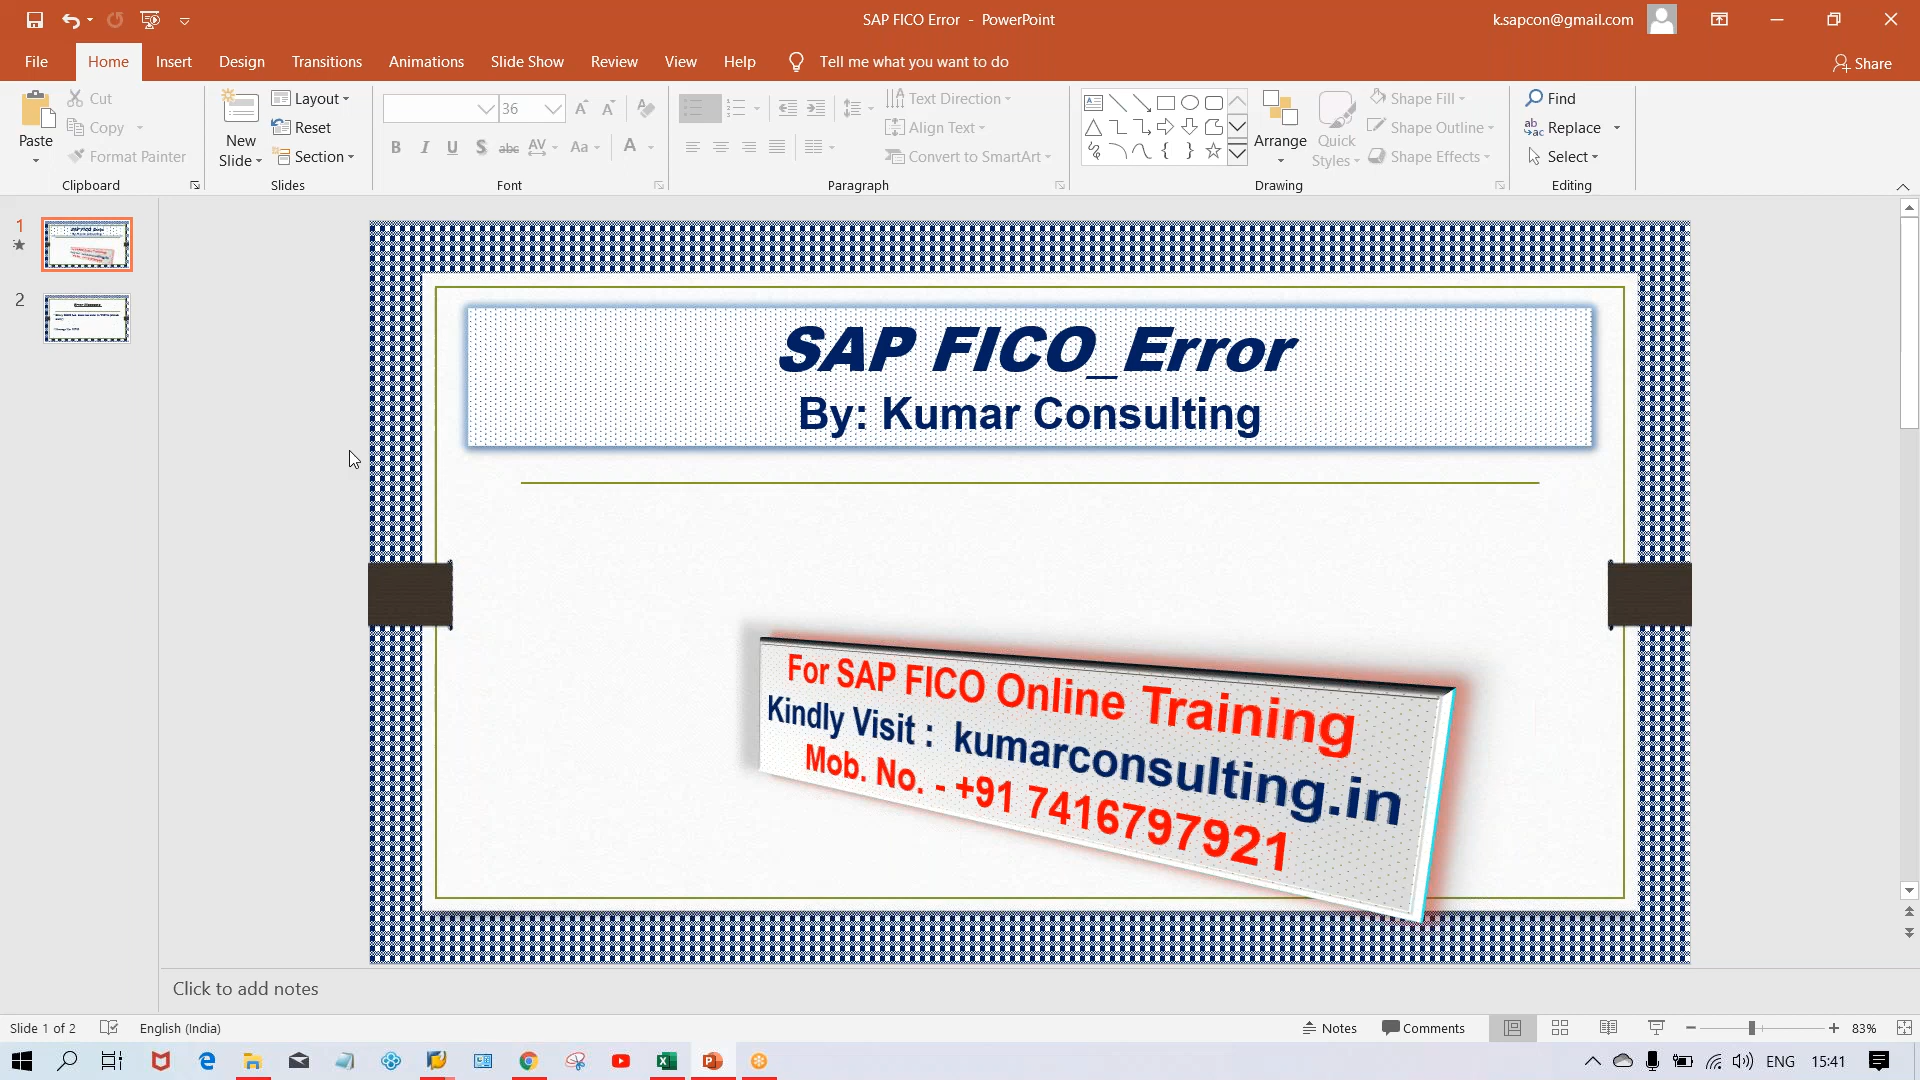 SAP FICO Error - PowerPoint
k.sapcon@gmail.com
File Home Insert Design Transitions Animations Slide Show Review View Help Tell me what you want to do
Share
Paste
Cut
Copy
Format Painter
Clipboard
New
Slide
Layout
Reset
Section
Slides
36
B I U S abc AV Aa A
Font
Text Direction
Align Text
Convert to SmartArt
Paragraph
Arrange
Quick
Styles
Shape Fill
Shape Outline
Shape Effects
Drawing
Find
Replace
Select
Editing
1
2
SAP FICO_Error
By: Kumar Consulting
For SAP FICO Online Training
Kindly Visit : kumarconsulting.in
Mob. No. - +91 7416797921
Click to add notes
Slide 1 of 2
English (India)
Notes
Comments
83%
ENG
15:41